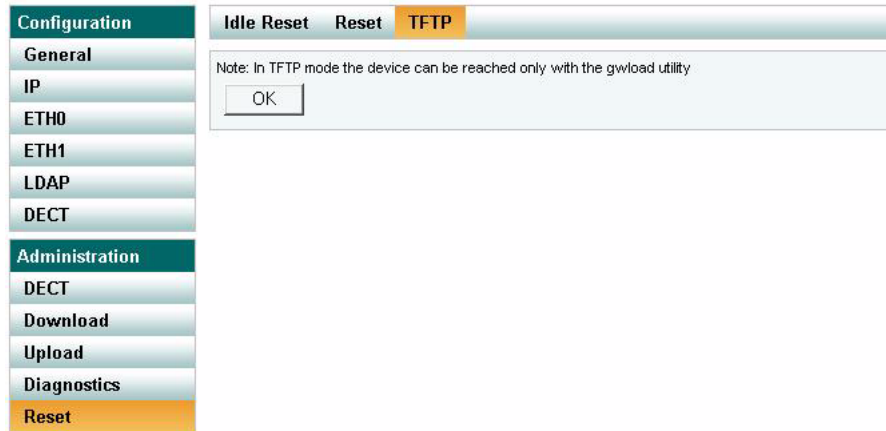 Configuration
General
IP
ETH0
ETH1
LDAP
DECT
Administration
DECT
Download
Upload
Diagnostics
Reset
Idle Reset Reset TFTP
Note: In TFTP mode the device can be reached only with the gwload utility
OK